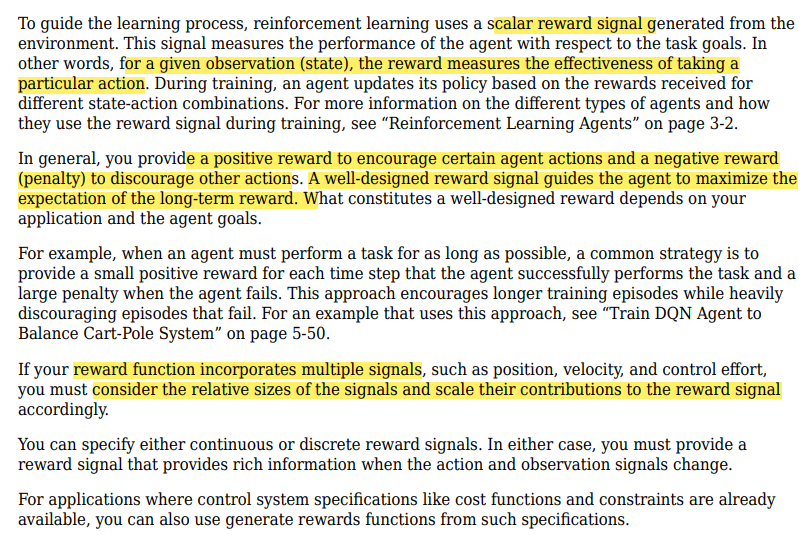 To guide the learning process, reinforcement learning uses a scalar reward signal generated from the
environment. This signal measures the performance of the agent with respect to the task goals. In
other words, for a given observation (state), the reward measures the effectiveness of taking a
particular action. During training, an agent updates its policy based on the rewards received for
different state-action combinations. For more information on the different types of agents and how
they use the reward signal during training, see “Reinforcement Learning Agents” on page 3-2.
In general, you provide a positive reward to encourage certain agent actions and a negative reward
(penalty) to discourage other actions. A well-designed reward signal guides the agent to maximize the
expectation of the long-term reward. What constitutes a well-designed reward depends on your
application and the agent goals.
For example, when an agent must perform a task for as long as possible, a common strategy is to
provide a small positive reward for each time step that the agent successfully performs the task and a
large penalty when the agent fails. This approach encourages longer training episodes while heavily
discouraging episodes that fail. For an example that uses this approach, see “Train DQN Agent to
Balance Cart-Pole System” on page 5-50.
If your reward function incorporates multiple signals, such as position, velocity, and control effort,
you must consider the relative sizes of the signals and scale their contributions to the reward signal
accordingly.
You can specify either continuous or discrete reward signals. In either case, you must provide a
reward signal that provides rich information when the action and observation signals change.
For applications where control system specifications like cost functions and constraints are already
available, you can also use generate rewards functions from such specifications.